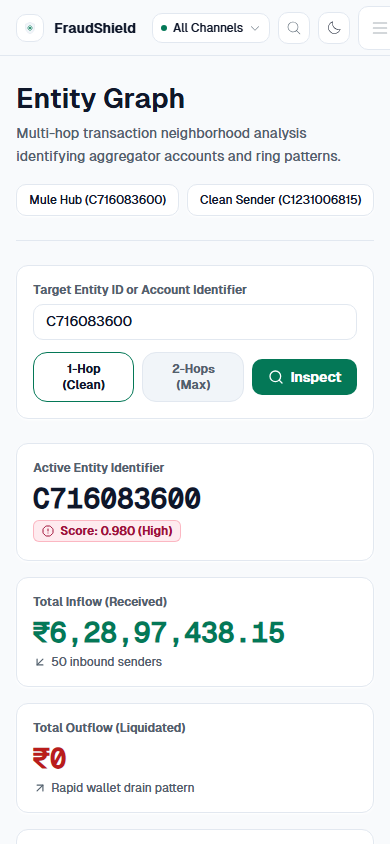 FraudShield
All Channels
Entity Graph
Multi-hop transaction neighborhood analysis
identifying aggregator accounts and ring patterns.
Mule Hub (C716083600)
Clean Sender (C1231006815)
Target Entity ID or Account Identifier
C716083600
1-Hop
(Clean)
2-Hops
(Max)
Inspect
Active Entity Identifier
C716083600
Score: 0.980 (High)
Total Inflow (Received)
₹6,28,97,438.15
50 inbound senders
Total Outflow (Liquidated)
₹0
Rapid wallet drain pattern